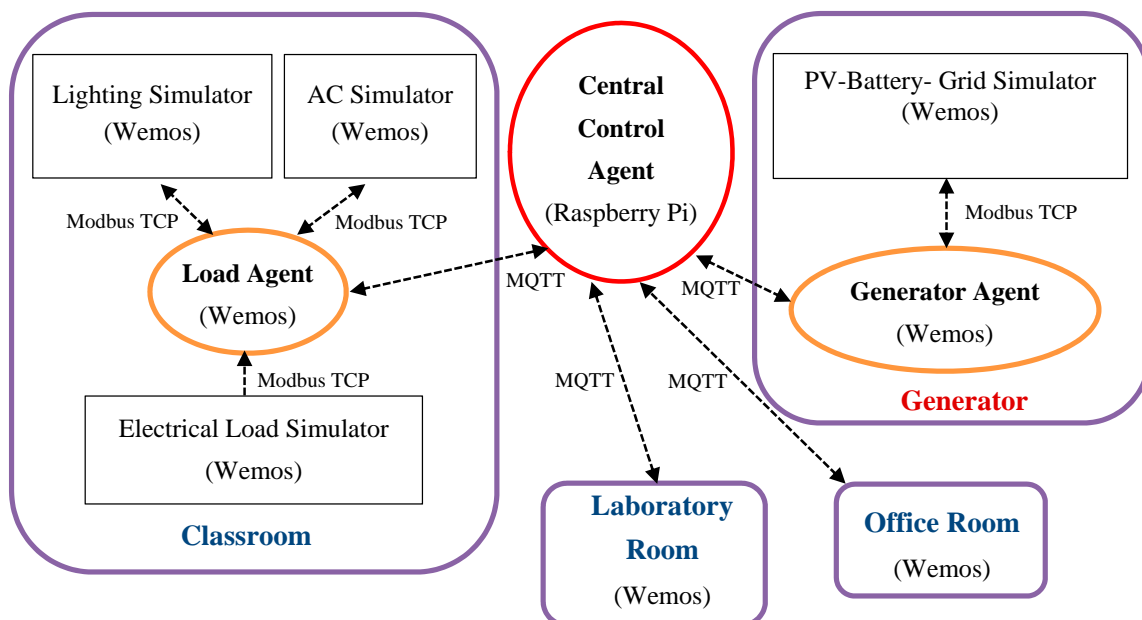 Lighting Simulator
(Wemos)
AC Simulator
(Wemos)
Modbus TCP
Modbus TCP
Load Agent
(Wemos)
Modbus TCP
Electrical Load Simulator
(Wemos)
Classroom
Central
Control
Agent
(Raspberry Pi)
MQTT
MQTT
MQTT
MQTT
PV-Battery- Grid Simulator
(Wemos)
Modbus TCP
Generator Agent
(Wemos)
Generator
Laboratory
Room
(Wemos)
Office Room
(Wemos)